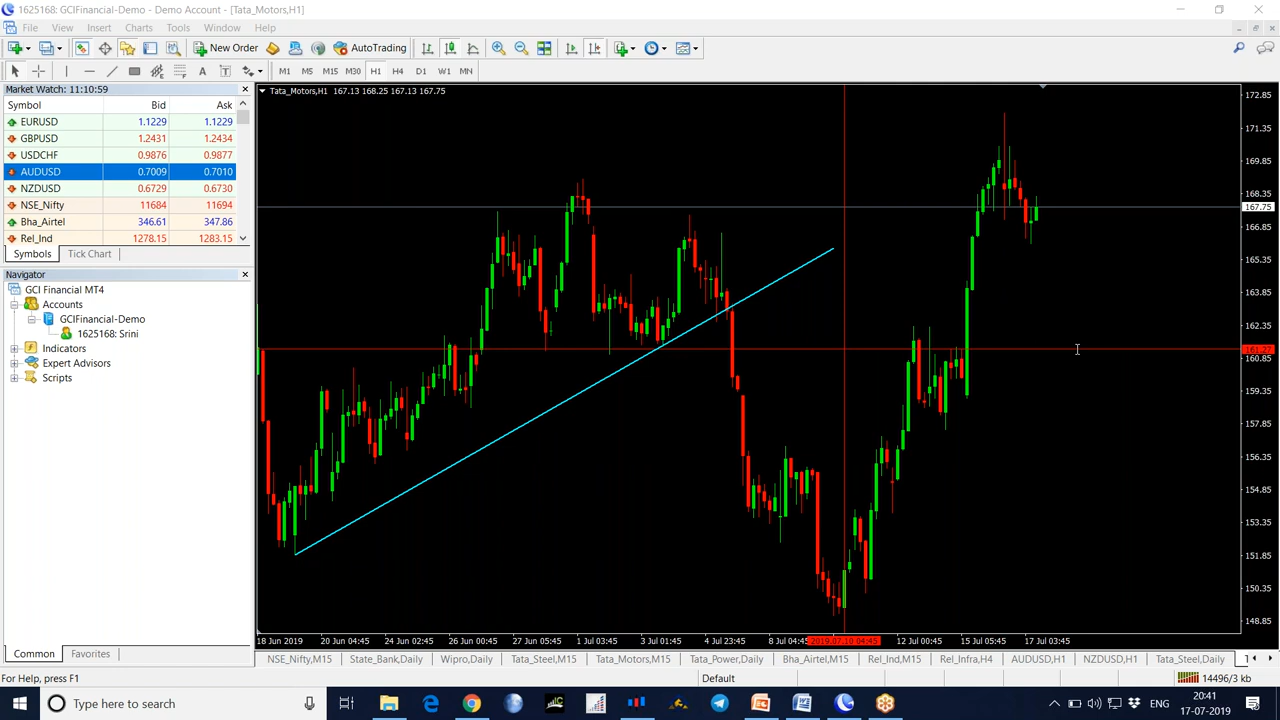 1625168: GCIFinancial-Demo - Demo Account - [Tata_Motors,H1]
File View Insert Charts Tools Window Help
New Order AutoTrading
M1 M5 M15 M30 H1 H4 D1 W1 MN
Market Watch: 11:10:59
Symbol Bid Ask
EURUSD 1.1229 1.1229
GBPUSD 1.2431 1.2434
USDCHF 0.9876 0.9877
AUDUSD 0.7009 0.7010
NZDUSD 0.6729 0.6730
NSE_Nifty 11684 11694
Bha_Airtel 346.61 347.86
Rel_Ind 1278.15 1283.15
Symbols Tick Chart
Navigator
GCI Financial MT4
Accounts
GCIFinancial-Demo
1625168: Srini
Indicators
Expert Advisors
Scripts
Common Favorites
Tata_Motors,H1 167.13 168.25 167.13 167.75
172.85
171.35
169.85
168.35
167.75
166.85
165.35
163.85
162.35
161.27
160.85
159.35
157.85
156.35
154.85
153.35
151.85
150.35
148.85
18 Jun 2019 20 Jun 04:45 24 Jun 02:45 26 Jun 00:45 27 Jun 05:45 1 Jul 03:45 3 Jul 01:45 4 Jul 23:45 8 Jul 04:45 2019.07.10 04:45 12 Jul 00:45 15 Jul 05:45 17 Jul 03:45
NSE_Nifty,M15 State_Bank,Daily Wipro,Daily Tata_Steel,M15 Tata_Motors,M15 Tata_Power,Daily Bha_Airtel,M15 Rel_Ind,M15 Rel_Infra,H4 AUDUSD,H1 NZDUSD,H1 Tata_Steel,Daily
For Help, press F1 Default 14496/3 kb
Type here to search ENG 20:41
17-07-2019